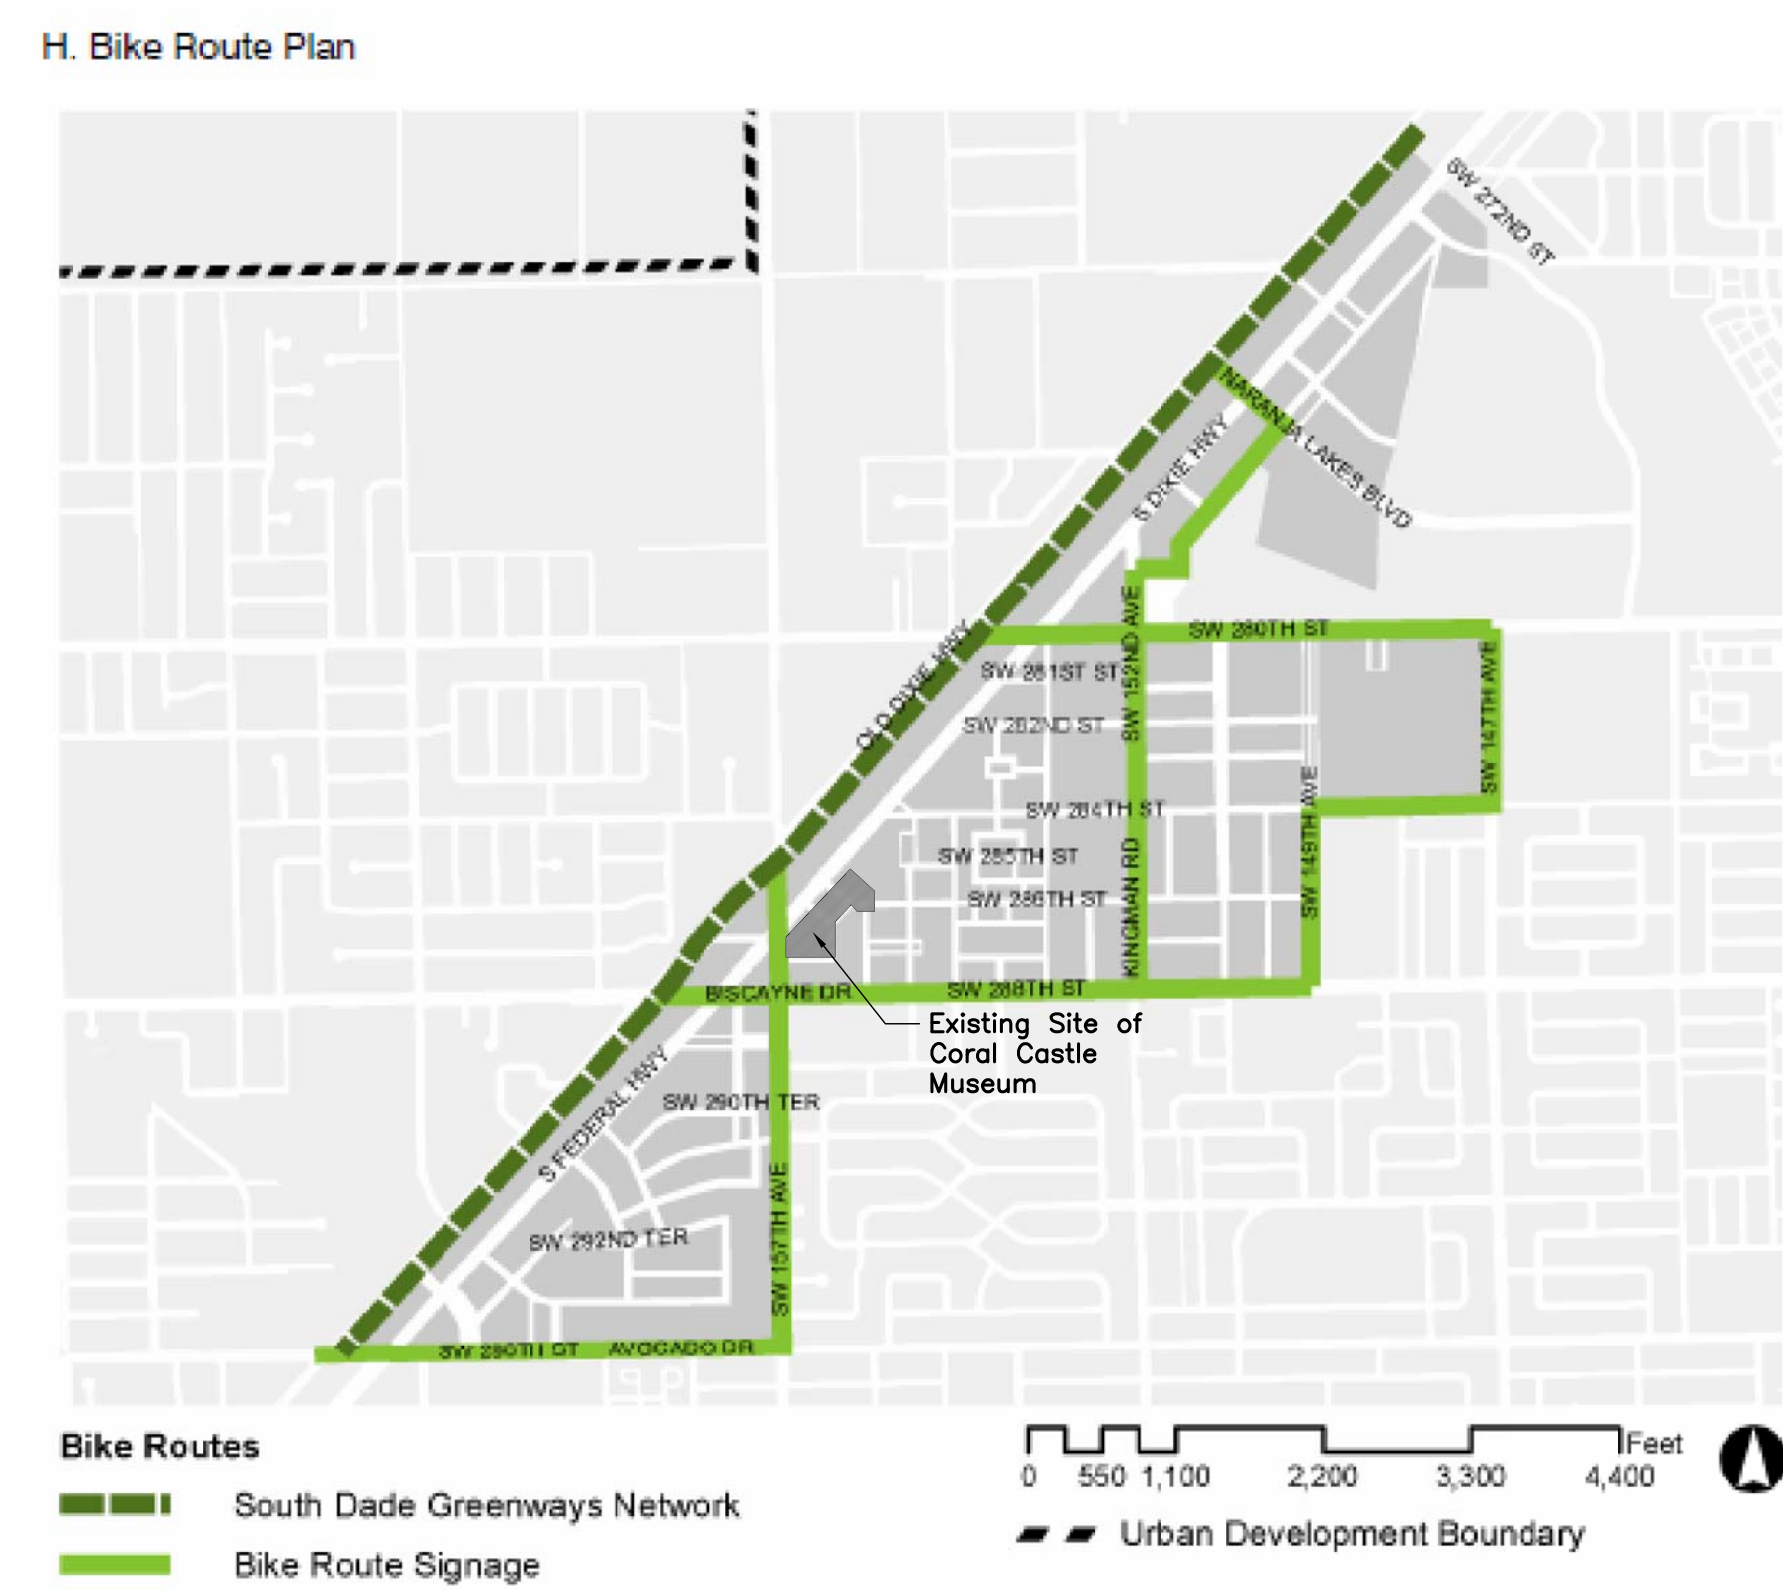 H. Bike Route Plan
SW 272ND ST
NARANJA LAKES BLVD
S DIXIE HWY
OLD DIXIE HWY
SW 280TH ST
SW 281ST ST
SW 152ND AVE
SW 147TH AVE
SW 282ND ST
SW 284TH ST
SW 149TH AVE
SW 285TH ST
KINGMAN RD
SW 286TH ST
BISCAYNE DR
SW 288TH ST
Existing Site of
Coral Castle
Museum
S FEDERAL HWY
SW 290TH TER
SW 157TH AVE
SW 292ND TER
AVOCADO DR
Bike Routes
South Dade Greenways Network
Bike Route Signage
Feet
0 550 1,100 2,200 3,300 4,400
Urban Development Boundary